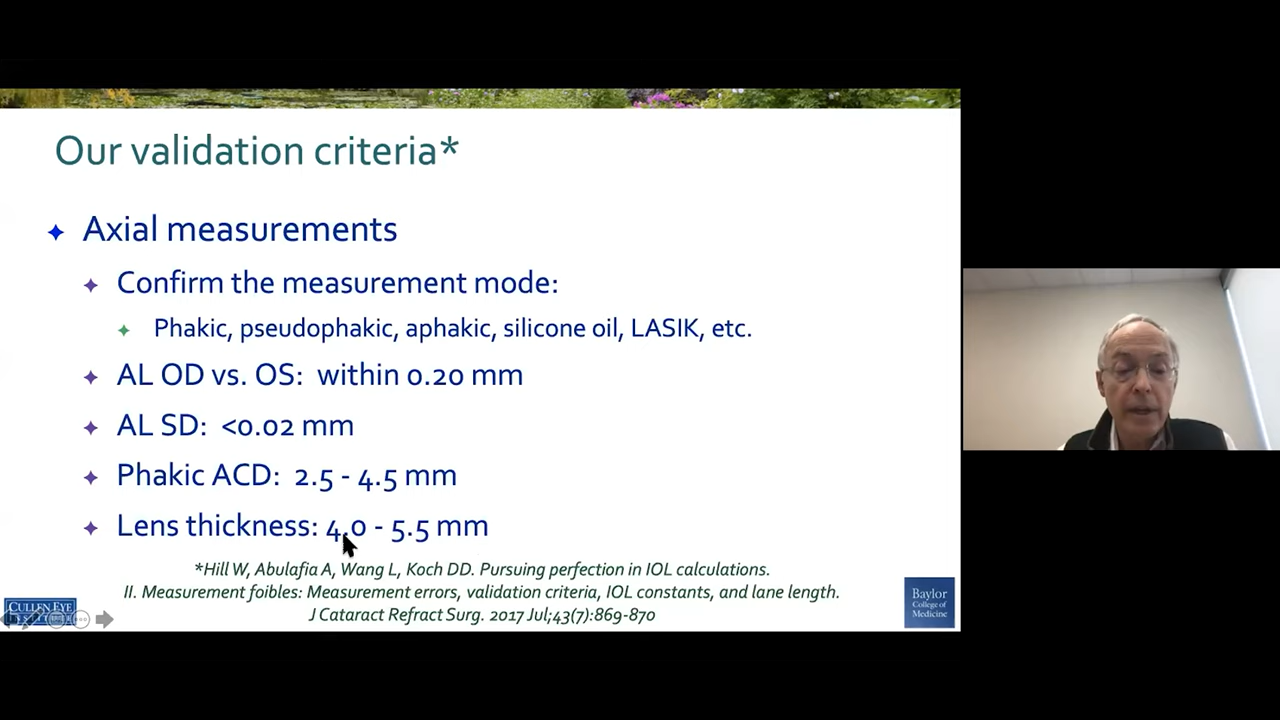 Our validation criteria*
Axial measurements
Confirm the measurement mode:
Phakic, pseudophakic, aphakic, silicone oil, LASIK, etc.
AL OD vs. OS: within 0.20 mm
AL SD: <0.02 mm
Phakic ACD: 2.5 - 4.5 mm
Lens thickness: 4.0 - 5.5 mm
*Hill W, Abulafia A, Wang L, Koch DD. Pursuing perfection in IOL calculations.
II. Measurement foibles: Measurement errors, validation criteria, IOL constants, and lane length.
J Cataract Refract Surg. 2017 Jul;43(7):869-870
CULLEN EYE
Baylor
College of
Medicine